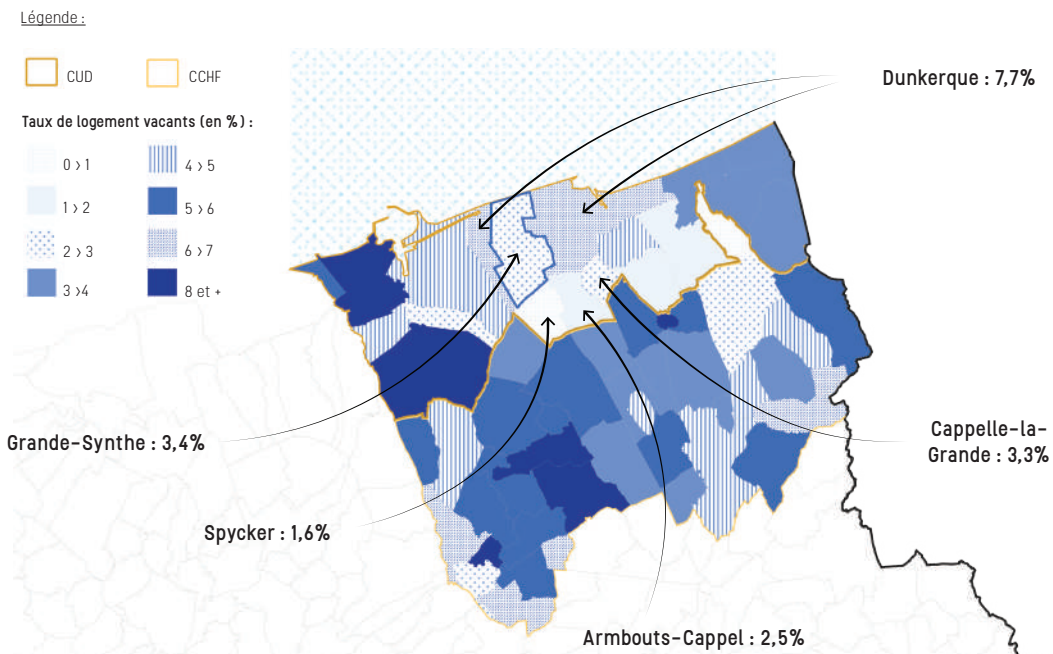 Légende :
CUD
CCHF
Taux de logement vacants (en %) :
0 › 1
4 › 5
1 › 2
5 › 6
2 › 3
6 › 7
3 ›4
8 et +
Dunkerque : 7,7%
Grande-Synthe : 3,4%
Cappelle-la-
Grande : 3,3%
Spycker : 1,6%
Armbouts-Cappel : 2,5%